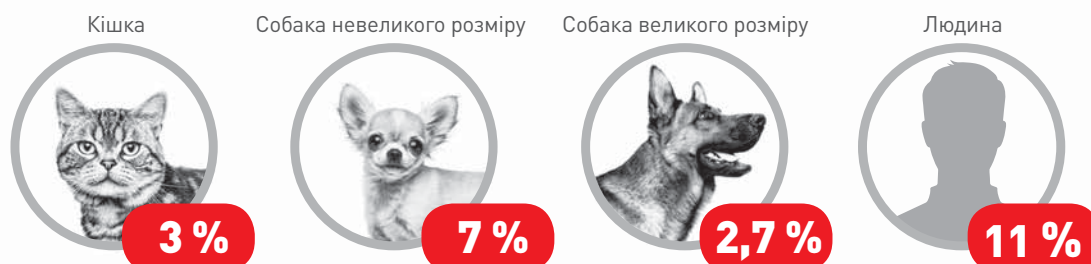 Кішка
Собака невеликого розміру
Собака великого розміру
Людина
3 %
7 %
2,7 %
11 %